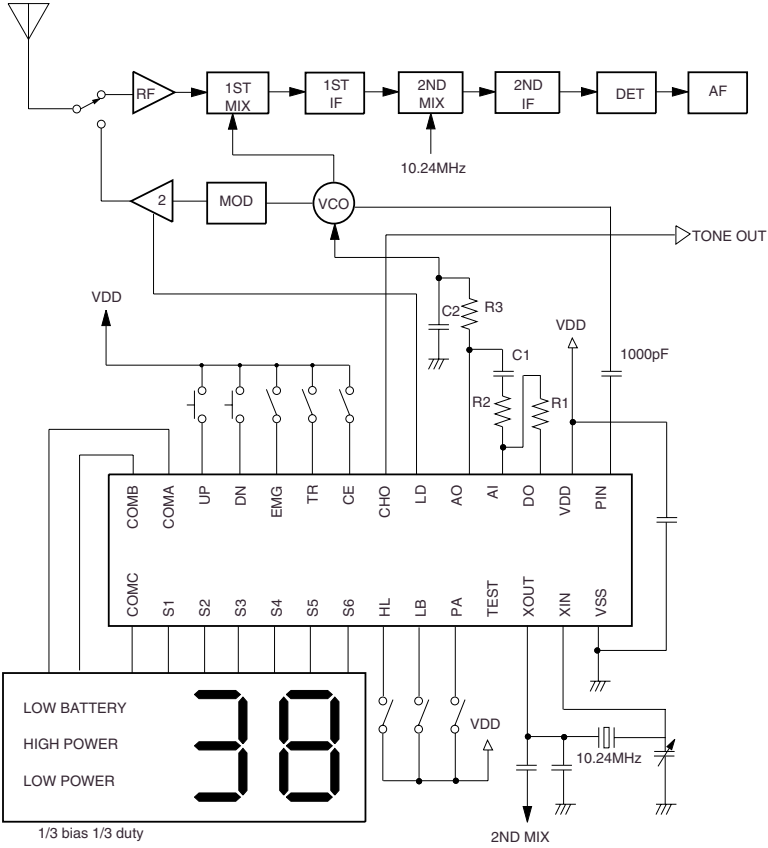 RF
1ST
MIX
1ST
IF
2ND
MIX
2ND
IF
DET
AF
10.24MHz
2
MOD
VCO
TONE OUT
VDD
C2
R3
VDD
C1
1000pF
R2
R1
COMB
COMA
UP
DN
EMG
TR
CE
CHO
LD
AO
AI
DO
VDD
PIN
COMC
S1
S2
S3
S4
S5
S6
HL
LB
PA
TEST
XOUT
XIN
VSS
LOW BATTERY
HIGH POWER
LOW POWER
38
VDD
10.24MHz
2ND MIX
1/3 bias 1/3 duty